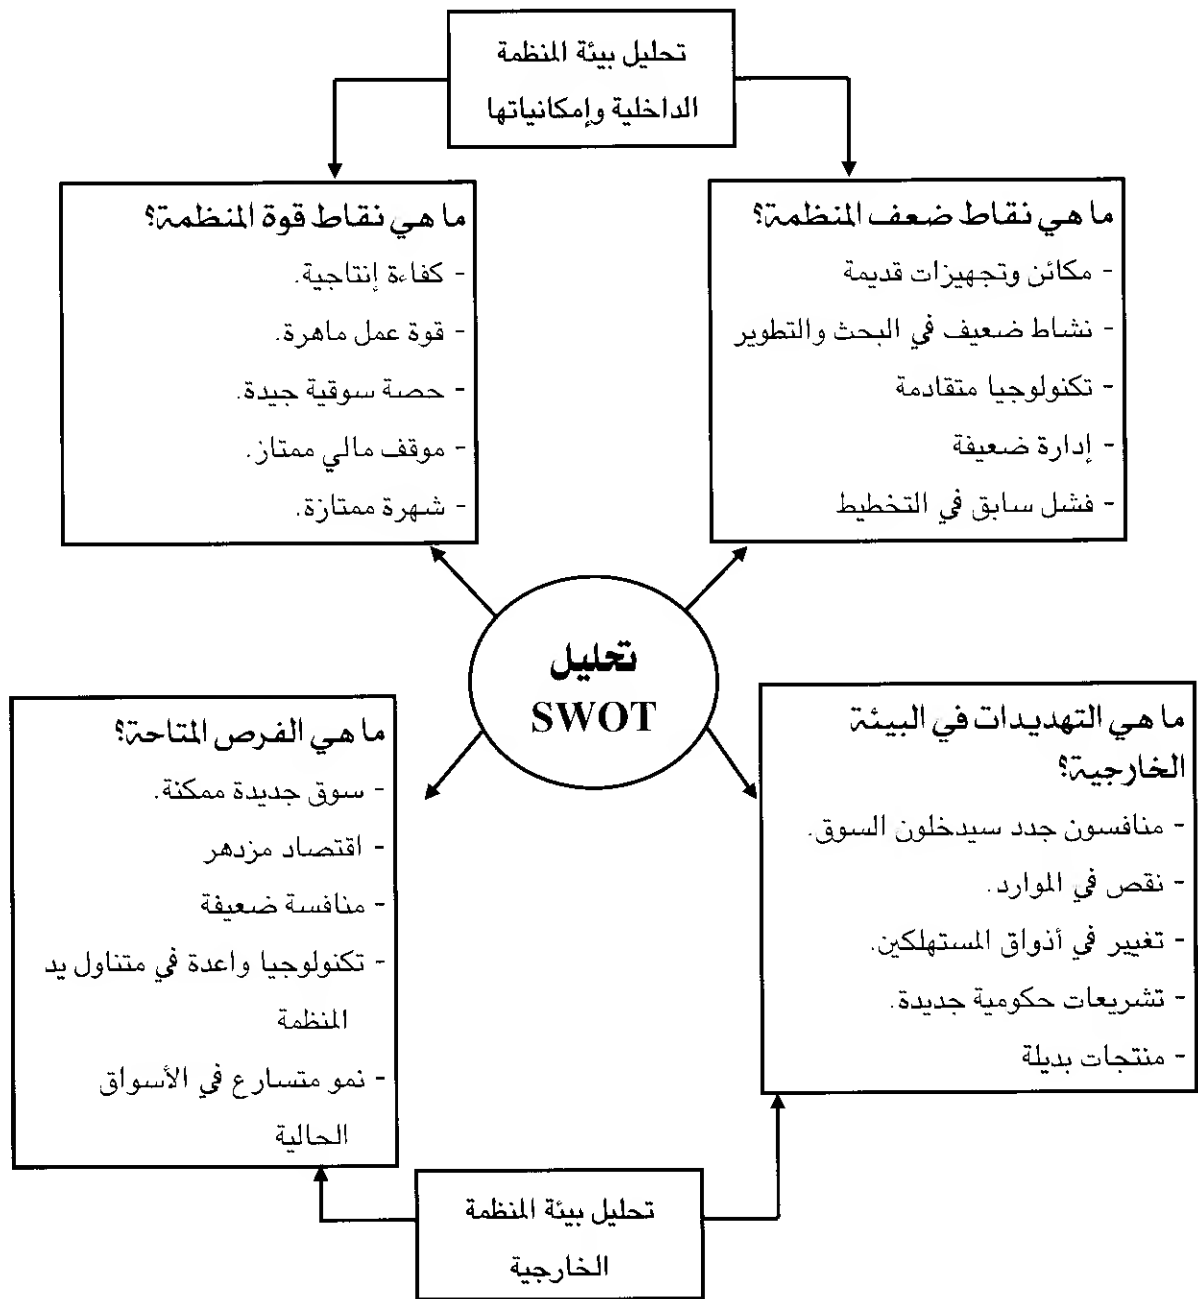 تحليل بيئة المنظمة
الداخلية وإمكانياتها
ما هي نقاط ضعف المنظمة؟
- مكائن وتجهيزات قديمة
- نشاط ضعيف في البحث والتطوير
- تكنولوجيا متقادمة
- إدارة ضعيفة
- فشل سابق في التخطيط
ما هي نقاط قوة المنظمة؟
- كفاءة إنتاجية.
- قوة عمل ماهرة.
- حصة سوقية جيدة.
- موقف مالي ممتاز.
- شهرة ممتازة.
تحليل
SWOT
ما هي التهديدات في البيئة
الخارجية؟
- منافسون جدد سيدخلون السوق.
- نقص في الموارد.
- تغيير في أذواق المستهلكين.
- تشريعات حكومية جديدة.
- منتجات بديلة
ما هي الفرص المتاحة؟
- سوق جديدة ممكنة.
- اقتصاد مزدهر
- منافسة ضعيفة
- تكنولوجيا واعدة في متناول يد
المنظمة
- نمو متسارع في الأسواق
الحالية
تحليل بيئة المنظمة
الخارجية